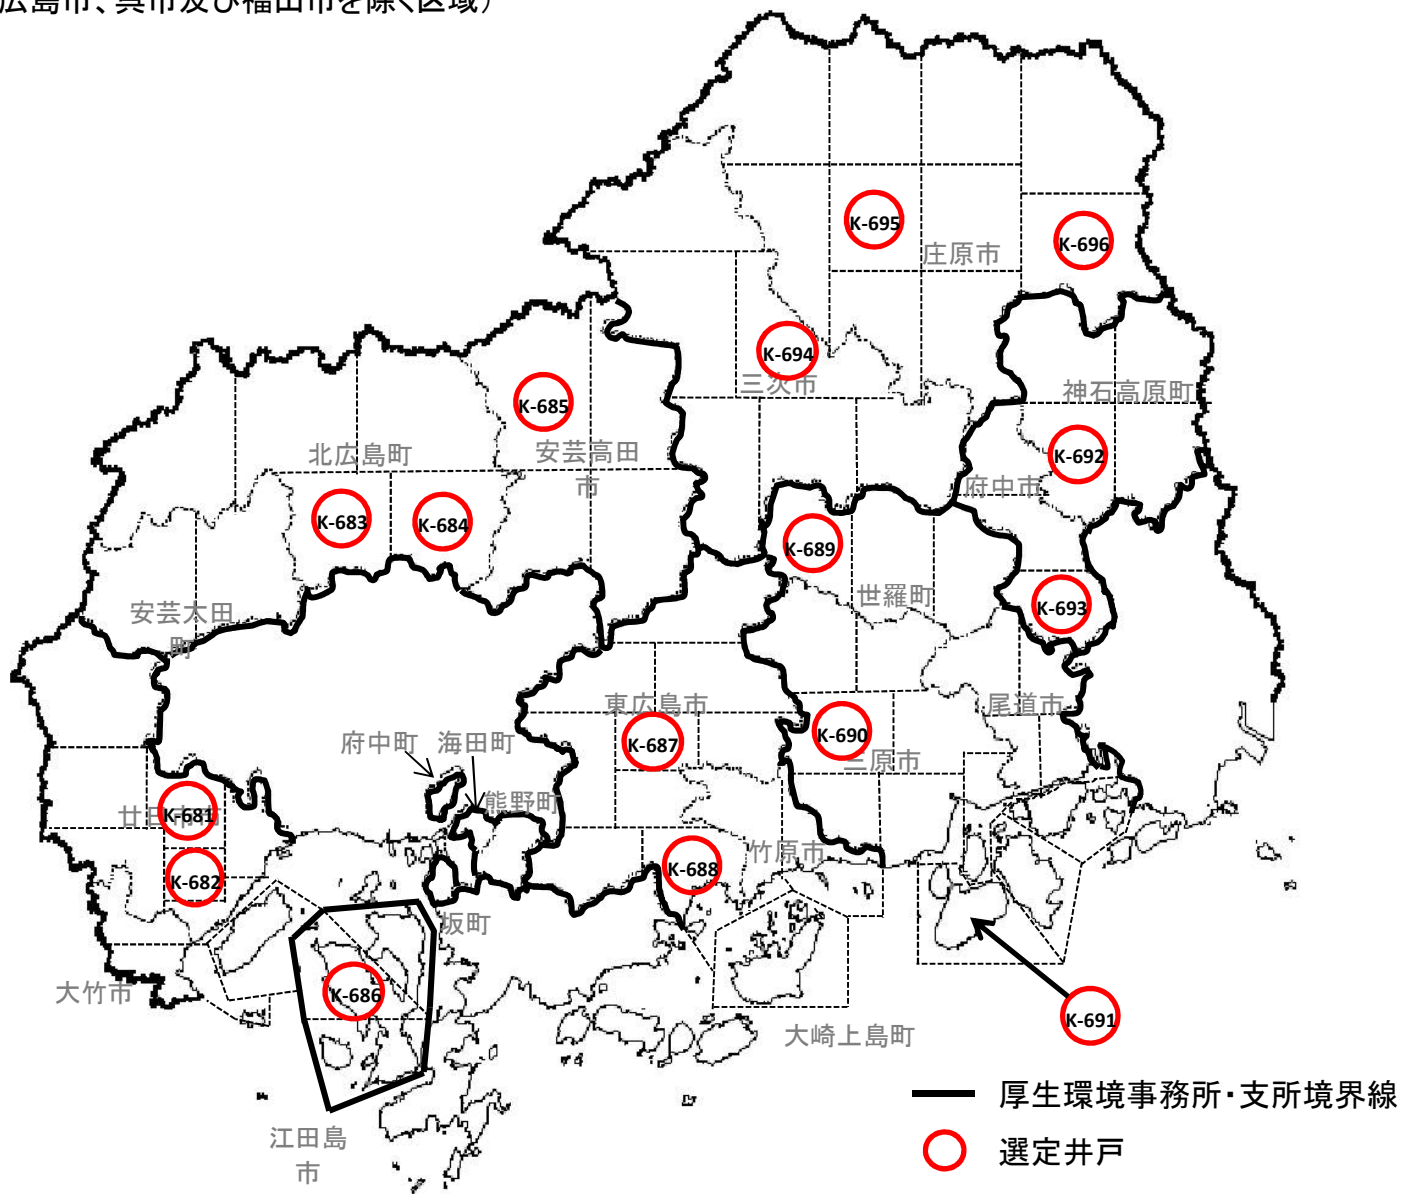 広島市、呉市及び福山市を除く区域）
K-695
K-696
庄原市
K-694
三次市
神石高原町
K-685
北広島町
安芸高田
市
K-692
府中市
K-683
K-684
K-689
世羅町
K-693
安芸太田
町
東広島市
尾道市
府中町
海田町
K-687
K-690
三原市
熊野町
K-681
廿日市市
竹原市
K-688
K-682
坂町
大竹市
K-686
K-691
大崎上島町
厚生環境事務所・支所境界線
江田島
市
選定井戸